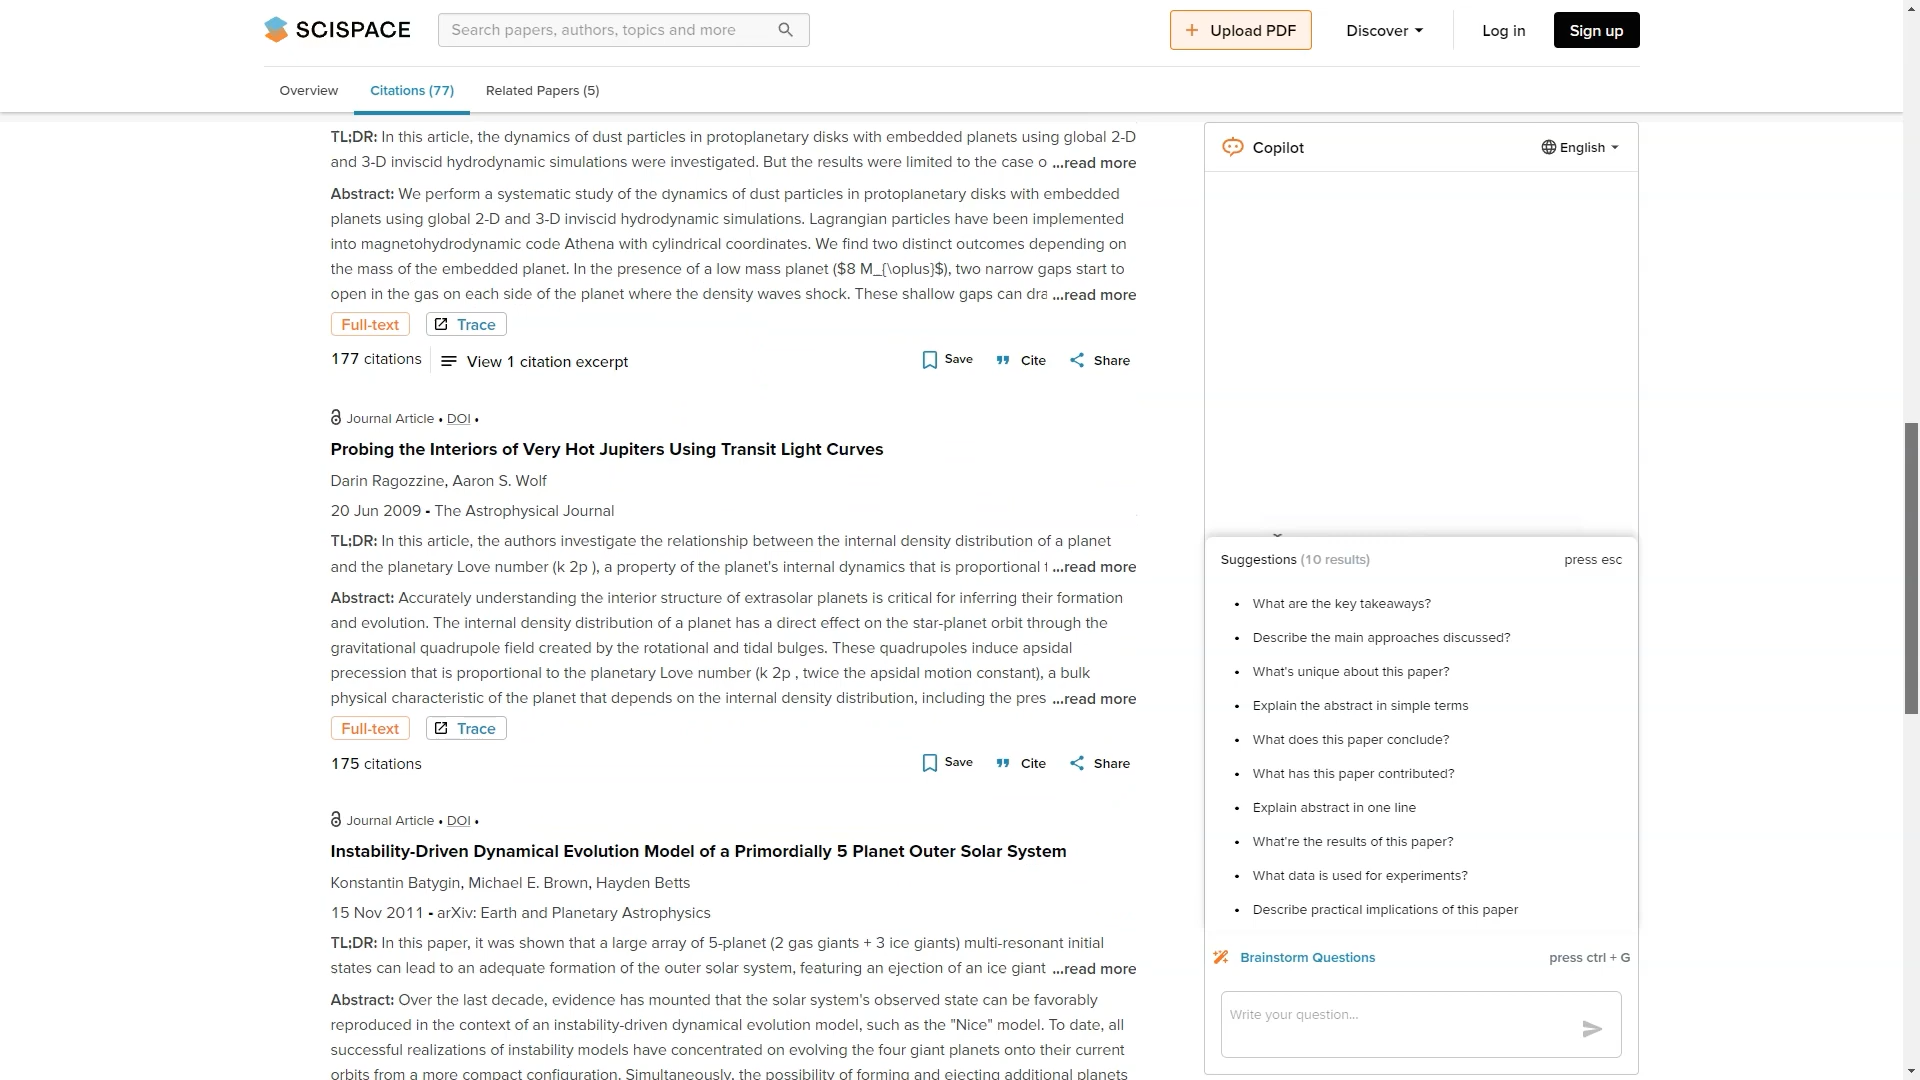 SCISPACE
Search papers, authors, topics and more
Upload PDF
Discover
Log in
Sign up
Overview
Citations (77)
Related Papers (5)
TL;DR: In this article, the dynamics of dust particles in protoplanetary disks with embedded planets using global 2-D
and 3-D inviscid hydrodynamic simulations were investigated. But the results were limited to the case o ...read more
Abstract: We perform a systematic study of the dynamics of dust particles in protoplanetary disks with embedded
planets using global 2-D and 3-D inviscid hydrodynamic simulations. Lagrangian particles have been implemented
into magnetohydrodynamic code Athena with cylindrical coordinates. We find two distinct outcomes depending on
the mass of the embedded planet. In the presence of a low mass planet ($8 M_{\oplus}$), two narrow gaps start to
open in the gas on each side of the planet where the density waves shock. These shallow gaps can dra ...read more
Full-text
Trace
177 citations
View 1 citation excerpt
Save
Cite
Share
Journal Article • DOI •
Probing the Interiors of Very Hot Jupiters Using Transit Light Curves
Darin Ragozzine, Aaron S. Wolf
20 Jun 2009 - The Astrophysical Journal
TL;DR: In this article, the authors investigate the relationship between the internal density distribution of a planet
and the planetary Love number (k 2p ), a property of the planet's internal dynamics that is proportional ...read more
Abstract: Accurately understanding the interior structure of extrasolar planets is critical for inferring their formation
and evolution. The internal density distribution of a planet has a direct effect on the star-planet orbit through the
gravitational quadrupole field created by the rotational and tidal bulges. These quadrupoles induce apsidal
precession that is proportional to the planetary Love number (k 2p , twice the apsidal motion constant), a bulk
physical characteristic of the planet that depends on the internal density distribution, including the pres ...read more
Full-text
Trace
175 citations
Save
Cite
Share
Journal Article • DOI •
Instability-Driven Dynamical Evolution Model of a Primordially 5 Planet Outer Solar System
Konstantin Batygin, Michael E. Brown, Hayden Betts
15 Nov 2011 - arXiv: Earth and Planetary Astrophysics
TL;DR: In this paper, it was shown that a large array of 5-planet (2 gas giants + 3 ice giants) multi-resonant initial
states can lead to an adequate formation of the outer solar system, featuring an ejection of an ice giant ...read more
Abstract: Over the last decade, evidence has mounted that the solar system's observed state can be favorably
reproduced in the context of an instability-driven dynamical evolution model, such as the "Nice" model. To date, all
successful realizations of instability models have concentrated on evolving the four giant planets onto their current
orbits from a more compact configuration. Simultaneously, the possibility of forming and ejecting additional planets
Copilot
English
Suggestions (10 results)
press esc
• What are the key takeaways?
• Describe the main approaches discussed?
• What's unique about this paper?
• Explain the abstract in simple terms
• What does this paper conclude?
• What has this paper contributed?
• Explain abstract in one line
• What're the results of this paper?
• What data is used for experiments?
• Describe practical implications of this paper
Brainstorm Questions
press ctrl + G
Write your question...